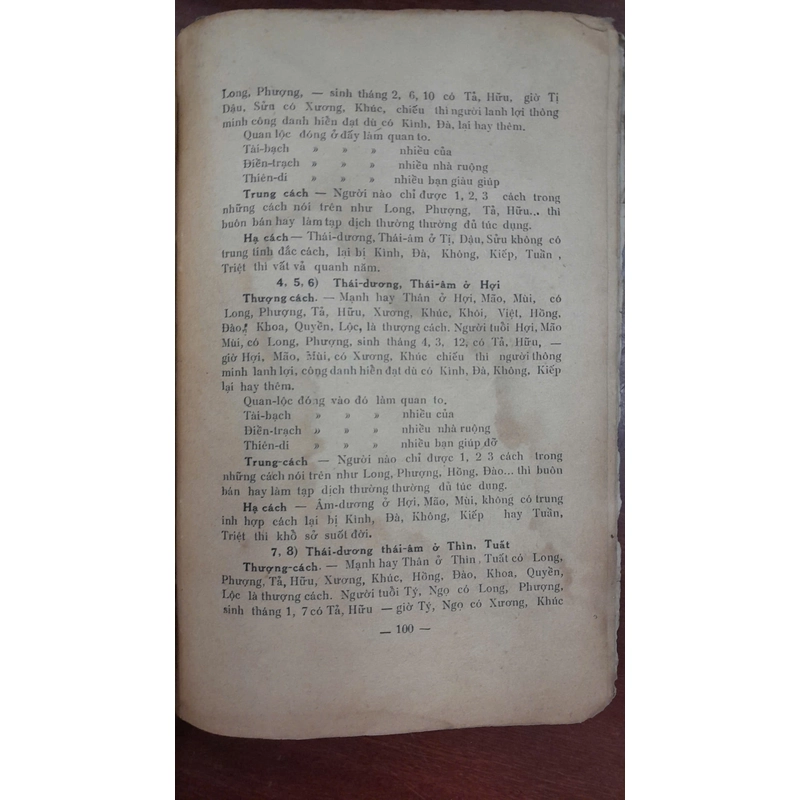 Long, Phượng, — sinh tháng 2, 6, 10 có Tả, Hữu, giờ Tị
Dậu, Sửu có Xương, Khúc, chiếu thì người lanh lợi thông
minh công danh hiển đạt dù có Kình, Đà, lại hay thêm.
Quan lộc đóng ở đấy làm quan to.
Tài-bạch » » » nhiều của
Điền-trạch » » » nhiều nhà ruộng
Thiên-di » » » nhiều bạn giàu giúp
Trung cách — Người nào chỉ được 1, 2, 3 cách trong
những cách nói trên như Long, Phượng, Tả, Hữu... thì
buôn bán hay làm tạp dịch thường thường đủ túc dụng.
Hạ cách — Thái-dương, Thái-âm ở Tị, Dậu, Sửu không có
trung tinh đắc cách, lại bị Kình, Đà, Không, Kiếp, Tuần,
Triệt thì vất vả quanh năm.
4, 5, 6) Thái-dương, Thái-âm ở Hợi
Thượng cách. — Mạnh hay Thân ở Hợi, Mão, Mùi, có
Long, Phượng, Tả, Hữu, Xương, Khúc, Khôi, Việt, Hồng,
Đào, Khoa, Quyền, Lộc, là thượng cách. Người tuổi Hợi, Mão
Mùi, có Long, Phượng, sinh tháng 4, 3, 12, có Tả, Hữu, —
giờ Hợi, Mão, Mùi, có Xương, Khúc chiếu thì người thông
minh lanh lợi, công danh hiển đạt dù có Kình, Đà, Không, Kiếp
lại hay thêm.
Quan-lộc đóng vào đó làm quan to,
Tài-bạch » » » nhiều của
Điền-trạch » » » nhiều nhà ruộng
Thiên-di » » » nhiều bạn giúp đỡ
Trung-cách — Người nào chỉ được 1, 2 3 cách trong
những cách nói trên như Long, Phượng, Hồng, Đào... thì buôn
bán hay làm tạp dịch thường thường đủ túc dụng.
Hạ cách — Âm-dương ở Hợi, Mão, Mùi, không có trung
inh hợp cách lại bị Kình, Đà, Không, Kiếp hay Tuần,
Triệt thì khổ sở suốt đời.
7, 8) Thái-dương thái-âm ở Thìn, Tuất
Thượng-cách. — Mạnh hay Thân ở Thìn, Tuất có Long,
Phượng, Tả, Hữu, Xương, Khúc, Hồng, Đào, Khoa, Quyền,
Lộc là thượng cách. Người tuổi Tý, Ngọ có Long, Phượng,
sinh tháng 1, 7 có Tả, Hữu — giờ Tý, Ngọ có Xương, Khúc
— 100 —